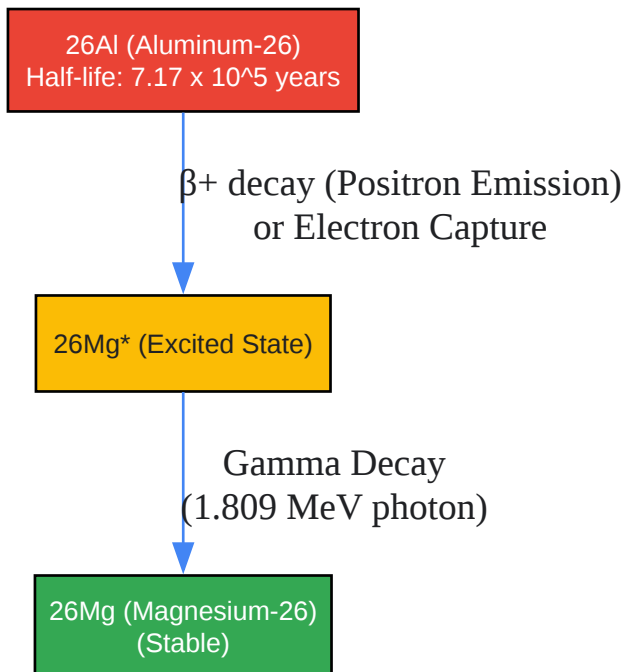 26Al (Aluminum-26)
Half-life: 7.17 x 10^5 years
β+ decay (Positron Emission)
or Electron Capture
26Mg* (Excited State)
Gamma Decay
(1.809 MeV photon)
26Mg (Magnesium-26)
(Stable)